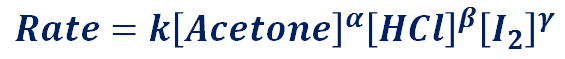 Rate = k[Acetone]^α[HCl]^β[I₂]^γ